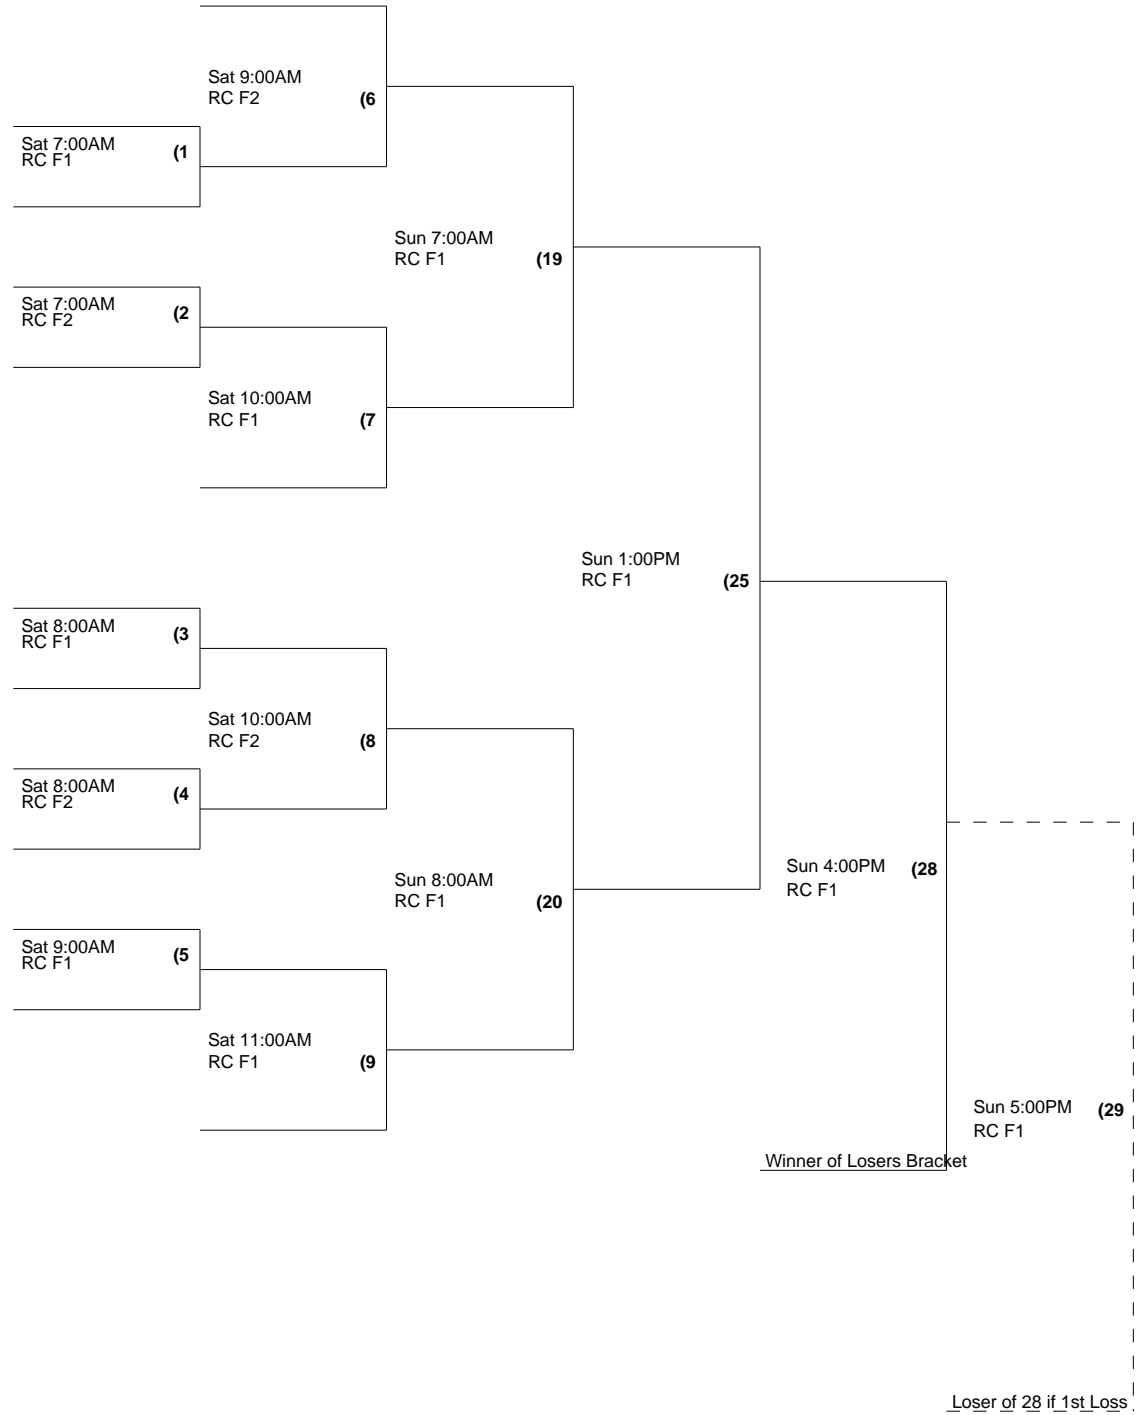 Sat 9:00AM
RC F2 (6
Sat 7:00AM
RC F1 (1
Sun 7:00AM
RC F1 (19
Sat 7:00AM
RC F2 (2
Sat 10:00AM
RC F1 (7
Sun 1:00PM
RC F1 (25
Sat 8:00AM
RC F1 (3
Sat 10:00AM
RC F2 (8
Sat 8:00AM
RC F2 (4
Sun 4:00PM
RC F1 (28
Sun 8:00AM
RC F1 (20
Sat 9:00AM
RC F1 (5
Sat 11:00AM
RC F1 (9
Sun 5:00PM
RC F1 (29
Winner of Losers Bracket
Loser of 28 if 1st Loss